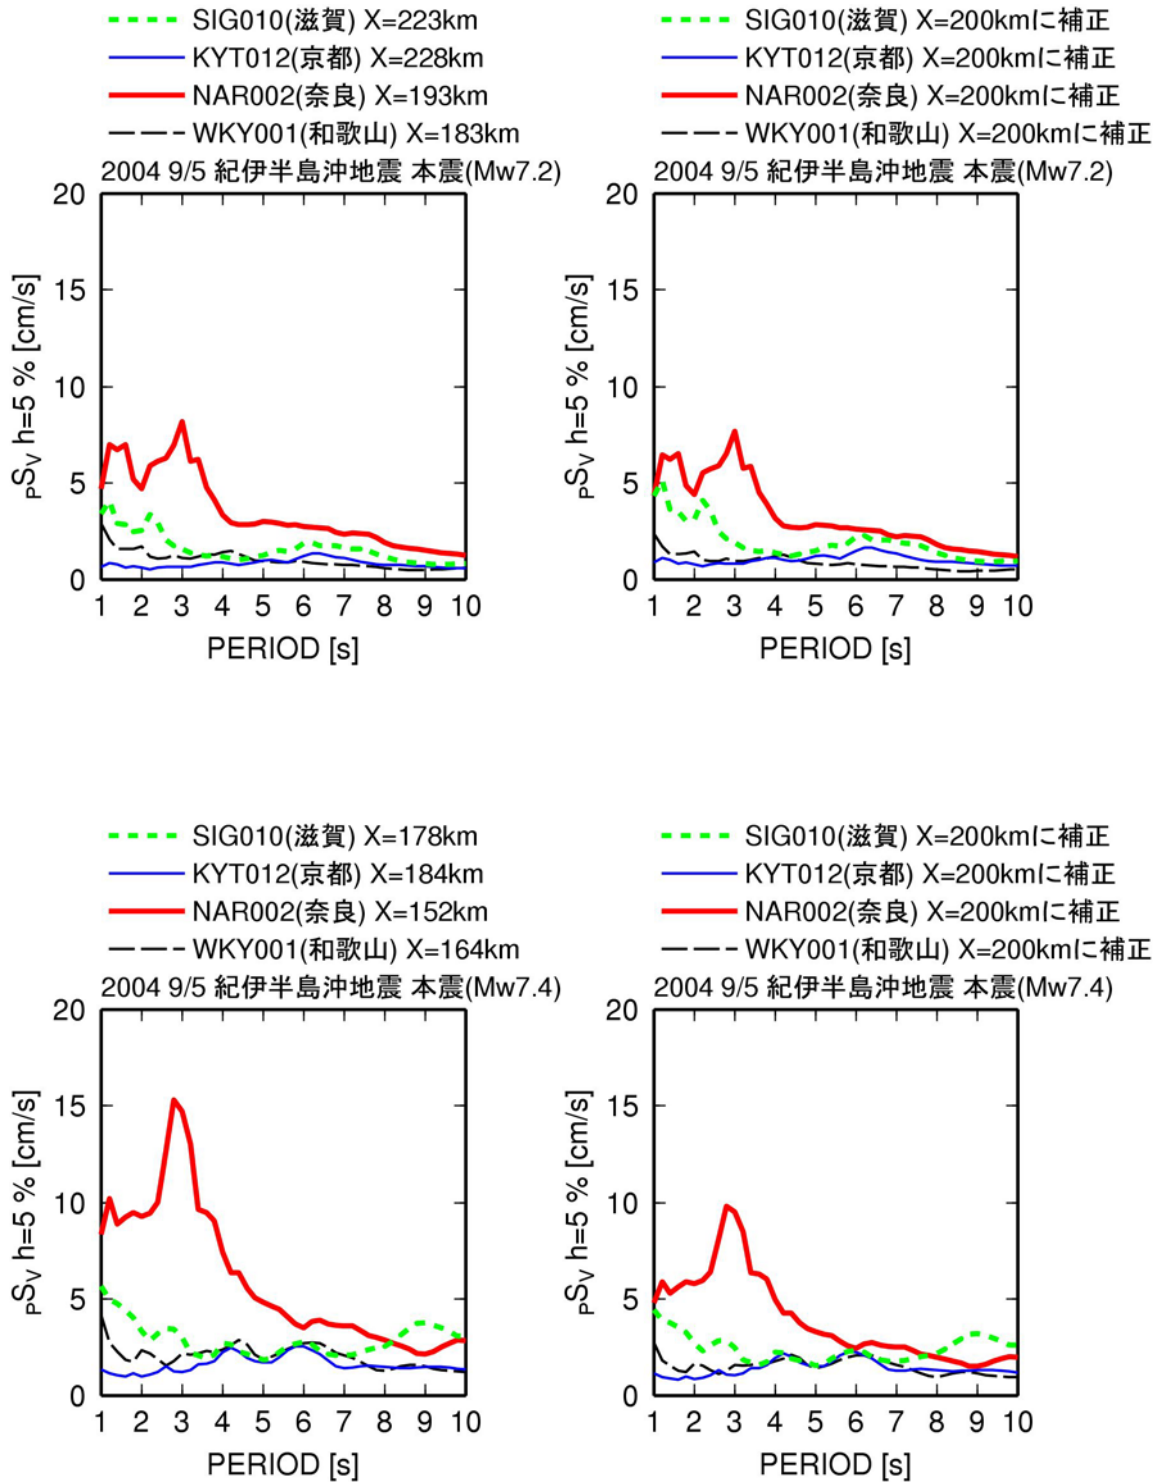 SIG010(滋賀) X=223km
KYT012(京都) X=228km
NAR002(奈良) X=193km
WKY001(和歌山) X=183km
2004 9/5 紀伊半島沖地震 本震(Mw7.2)
20
15
10
5
0
PSV h=5 % [cm/s]
1 2 3 4 5 6 7 8 9 10
PERIOD [s]
SIG010(滋賀) X=200kmに補正
KYT012(京都) X=200kmに補正
NAR002(奈良) X=200kmに補正
WKY001(和歌山) X=200kmに補正
2004 9/5 紀伊半島沖地震 本震(Mw7.2)
20
15
10
5
0
PSV h=5 % [cm/s]
1 2 3 4 5 6 7 8 9 10
PERIOD [s]
SIG010(滋賀) X=178km
KYT012(京都) X=184km
NAR002(奈良) X=152km
WKY001(和歌山) X=164km
2004 9/5 紀伊半島沖地震 本震(Mw7.4)
20
15
10
5
0
PSV h=5 % [cm/s]
1 2 3 4 5 6 7 8 9 10
PERIOD [s]
SIG010(滋賀) X=200kmに補正
KYT012(京都) X=200kmに補正
NAR002(奈良) X=200kmに補正
WKY001(和歌山) X=200kmに補正
2004 9/5 紀伊半島沖地震 本震(Mw7.4)
20
15
10
5
0
PSV h=5 % [cm/s]
1 2 3 4 5 6 7 8 9 10
PERIOD [s]